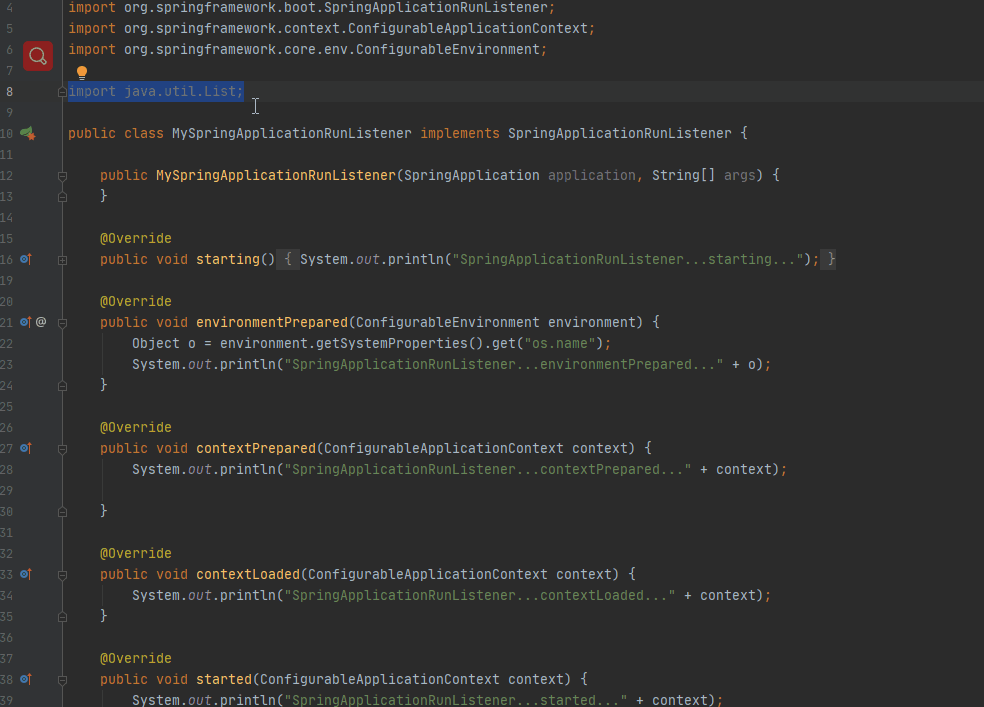 4 import org.springframework.boot.SpringApplicationRunListener;
5 import org.springframework.context.ConfigurableApplicationContext;
6 import org.springframework.core.env.ConfigurableEnvironment;
7
8 import java.util.List;
9
10 public class MySpringApplicationRunListener implements SpringApplicationRunListener {
11
12 public MySpringApplicationRunListener(SpringApplication application, String[] args) {
13 }
14
15 @Override
16 public void starting() { System.out.println("SpringApplicationRunListener...starting..."); }
19
20 @Override
21 @ public void environmentPrepared(ConfigurableEnvironment environment) {
22 Object o = environment.getSystemProperties().get("os.name");
23 System.out.println("SpringApplicationRunListener...environmentPrepared..." + o);
24 }
25
26 @Override
27 public void contextPrepared(ConfigurableApplicationContext context) {
28 System.out.println("SpringApplicationRunListener...contextPrepared..." + context);
29
30 }
31
32 @Override
33 public void contextLoaded(ConfigurableApplicationContext context) {
34 System.out.println("SpringApplicationRunListener...contextLoaded..." + context);
35 }
36
37 @Override
38 public void started(ConfigurableApplicationContext context) {
39 System.out.println("SpringApplicationRunListener...started..." + context);